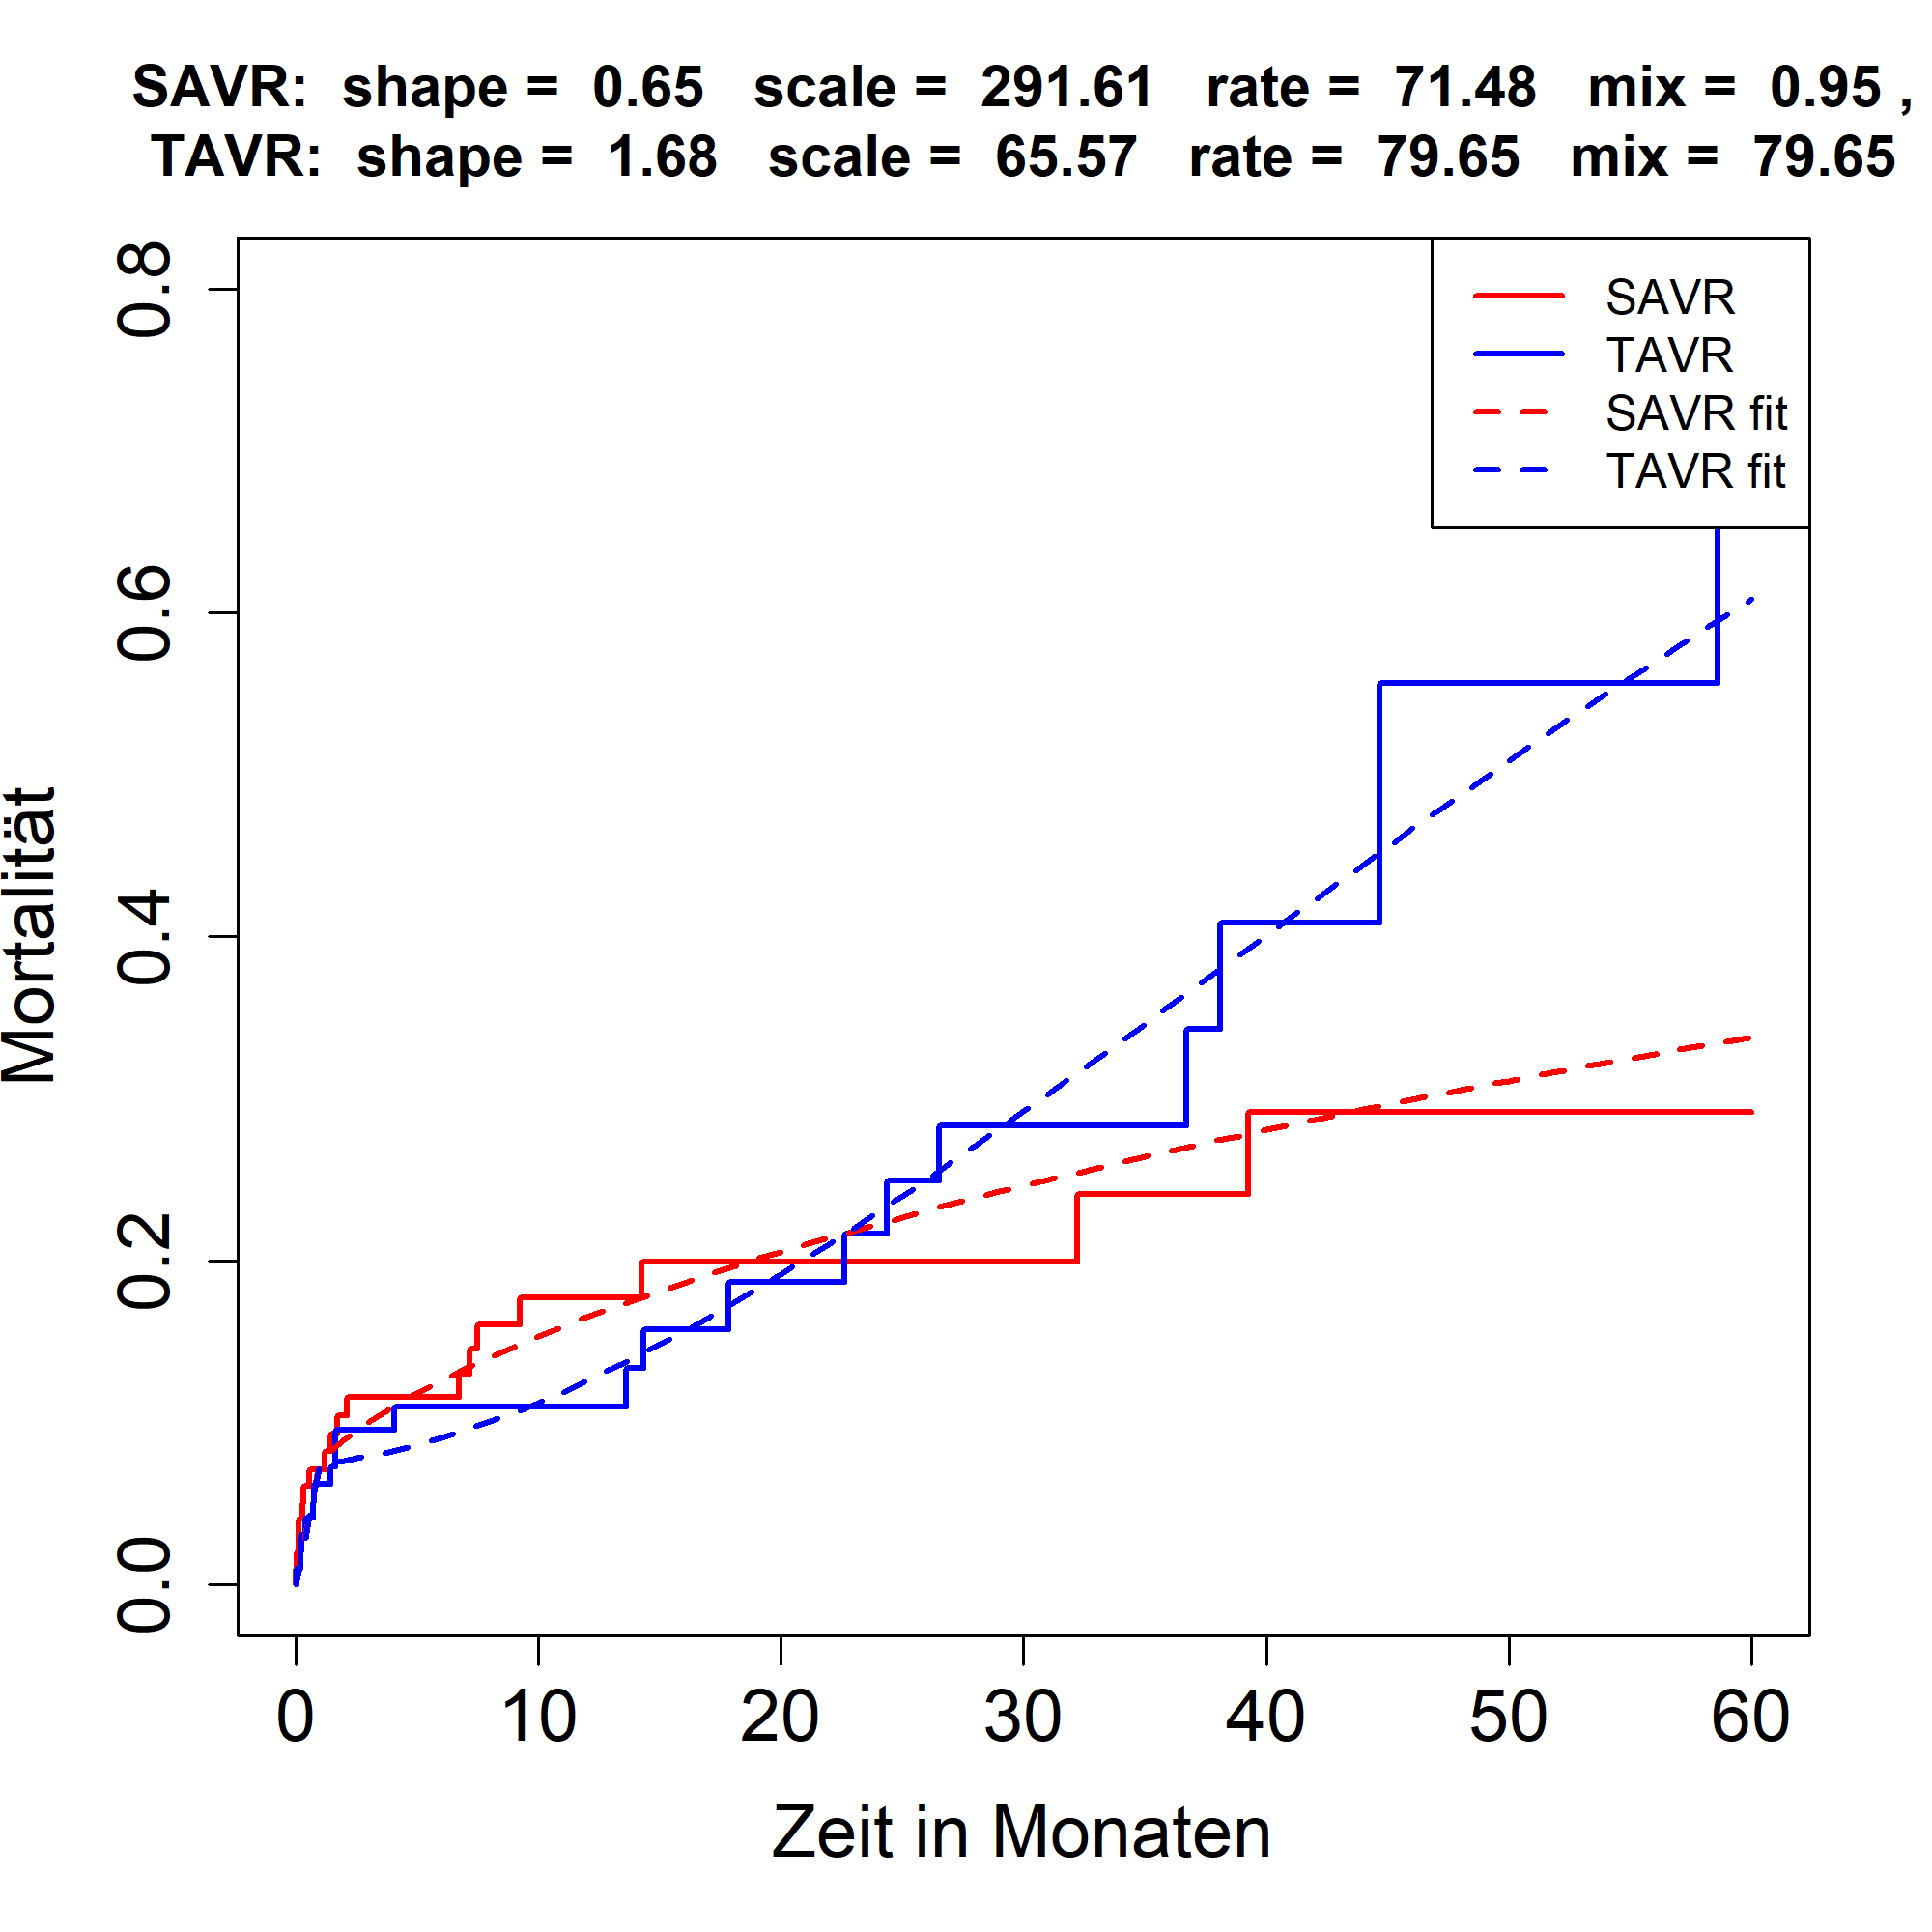 SAVR: shape = 0.65 scale = 291.61 rate = 71.48 mix = 0.95 ,
TAVR: shape = 1.68 scale = 65.57 rate = 79.65 mix = 79.65
SAVR
TAVR
SAVR fit
TAVR fit
Mortalität
0.8
0.6
0.4
0.2
0.0
0 10 20 30 40 50 60
Zeit in Monaten